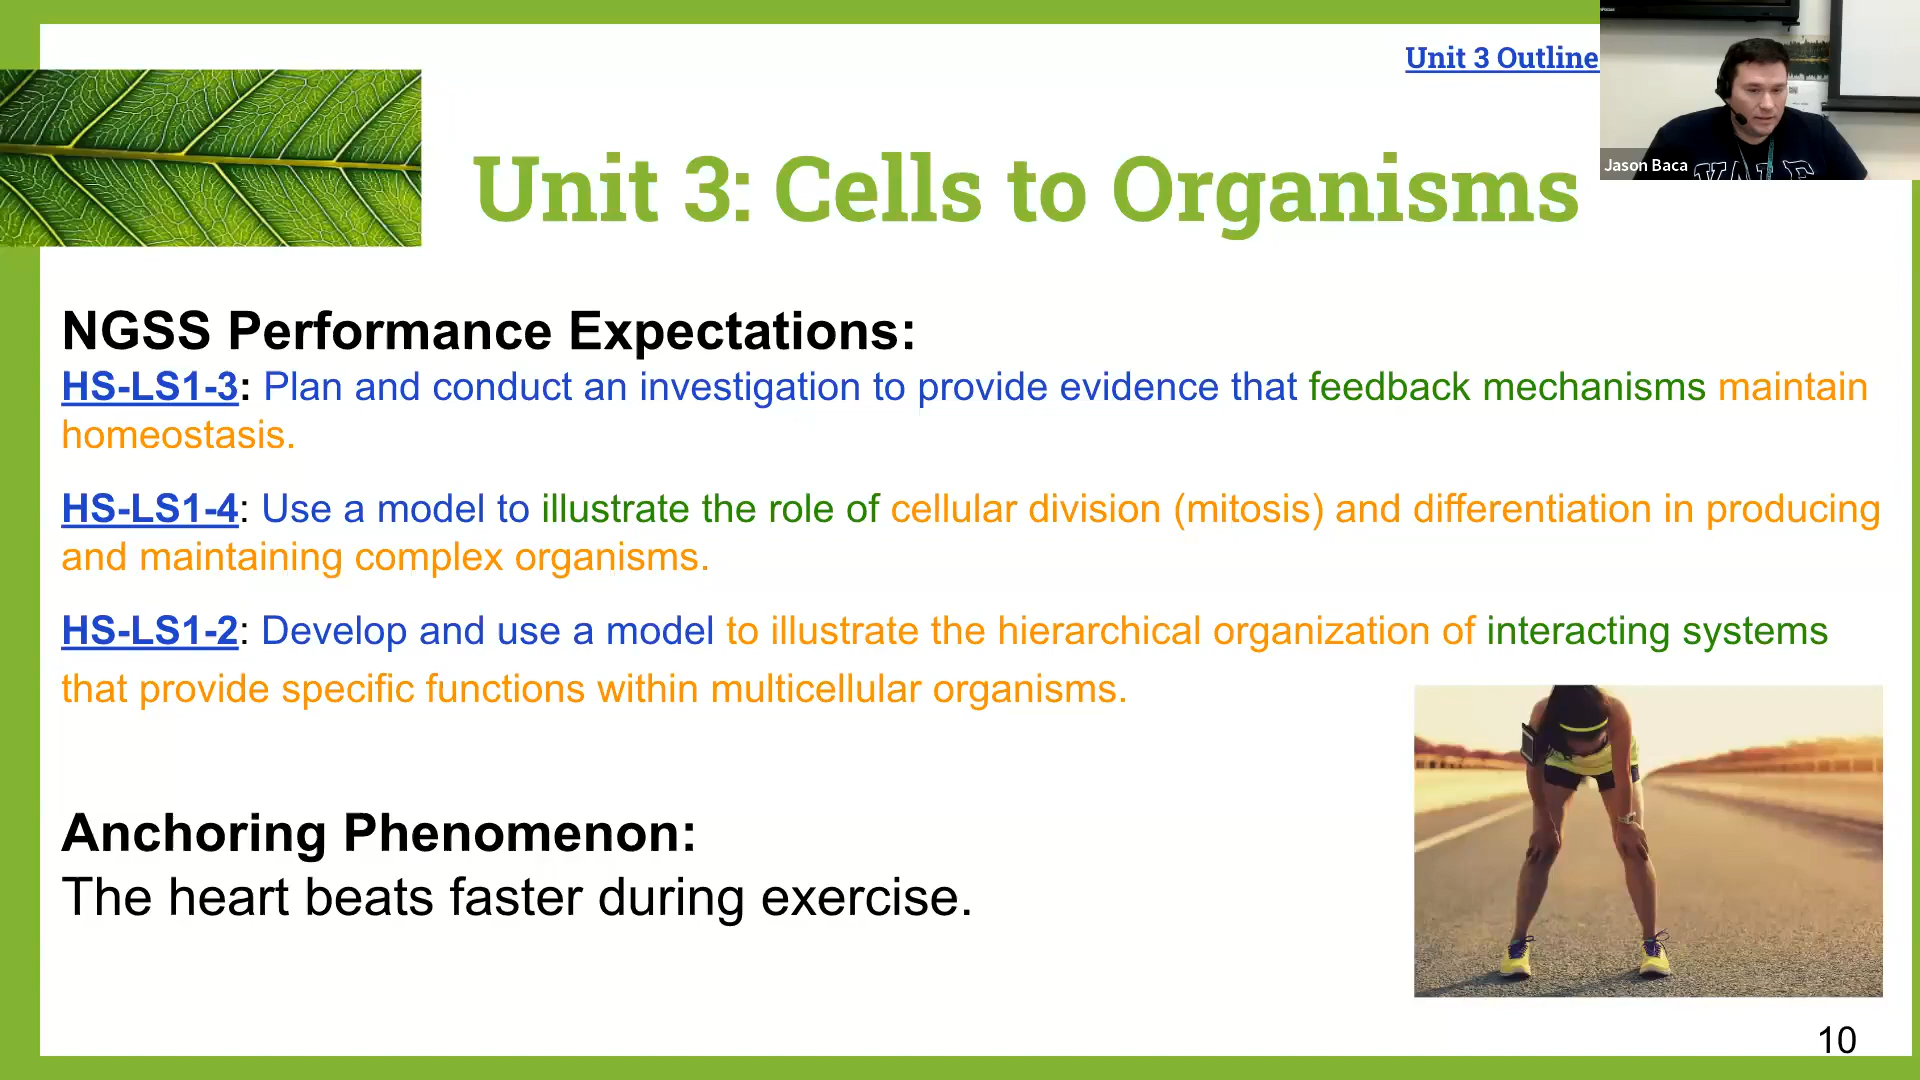 Unit 3 Outline
Jason Baca
Unit 3: Cells to Organisms
NGSS Performance Expectations:
HS-LS1-3: Plan and conduct an investigation to provide evidence that feedback mechanisms maintain
homeostasis.
HS-LS1-4: Use a model to illustrate the role of cellular division (mitosis) and differentiation in producing
and maintaining complex organisms.
HS-LS1-2: Develop and use a model to illustrate the hierarchical organization of interacting systems
that provide specific functions within multicellular organisms.
Anchoring Phenomenon:
The heart beats faster during exercise.
10